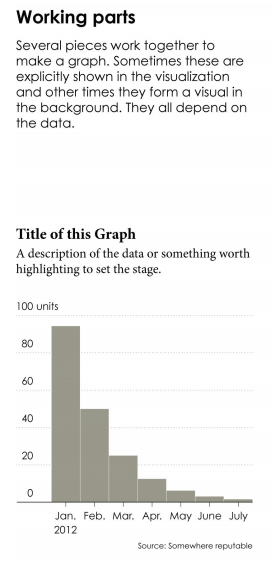 Working parts
Several pieces work together to
make a graph. Sometimes these are
explicitly shown in the visualization
and other times they form a visual in
the background. They all depend on
the data.
Title of this Graph
A description of the data or something worth
highlighting to set the stage.
100 units
80
60
40
20
0
Jan. Feb. Mar. Apr. May June July
2012
Source: Somewhere reputable